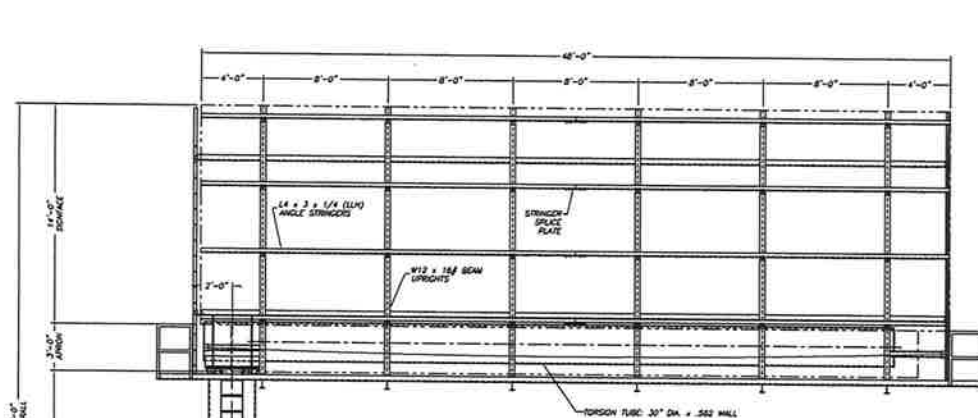 48'-0"
4'-0" 8'-0" 8'-0" 8'-0" 8'-0" 8'-0" 4'-0"
14'-0"
SIGNFACE
L4 x 3 x 1/4 (LLH)
ANGLE STRINGERS
STRINGER
SPLICE
PLATE
W12 x 16# BEAM
UPRIGHTS
2'-0"
3'-0"
APRON
TORSION TUBE: 30" DIA. x .562 WALL